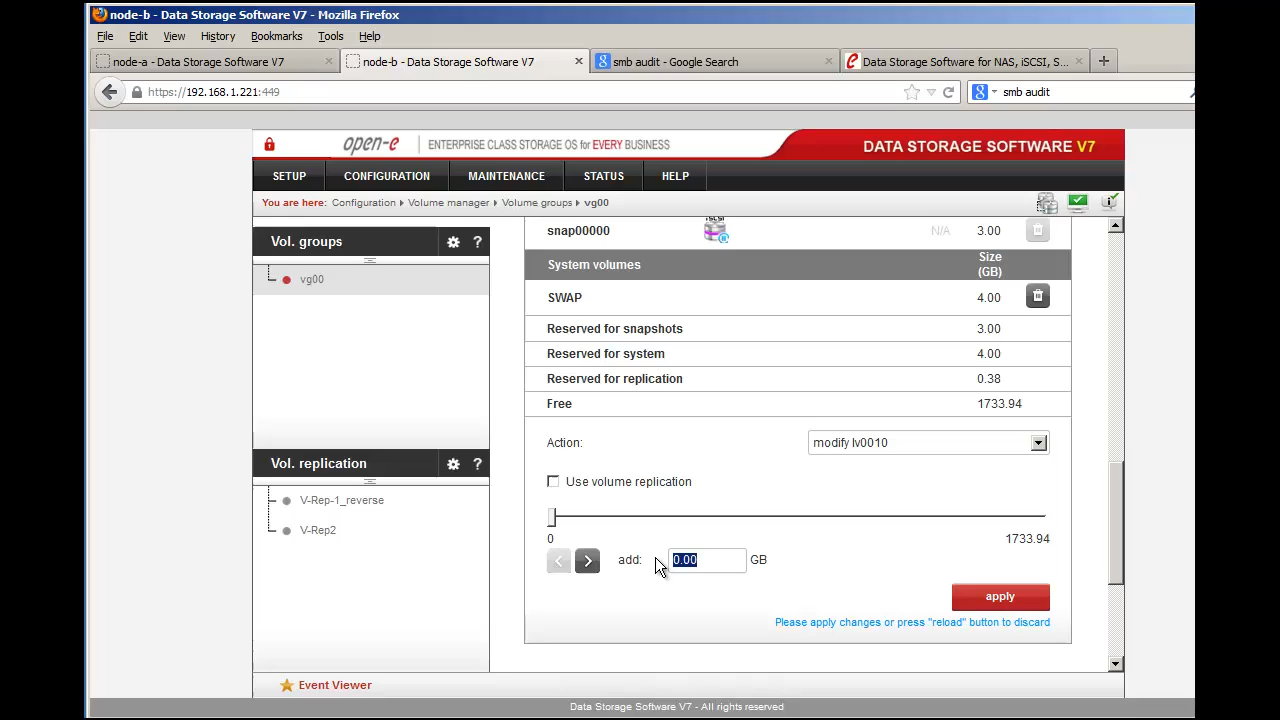 node-b - Data Storage Software V7 - Mozilla Firefox
File Edit View History Bookmarks Tools Help
node-a - Data Storage Software V7
node-b - Data Storage Software V7
smb audit - Google Search
Data Storage Software for NAS, iSCSI, S...
https://192.168.1.221:449
smb audit
open-e ENTERPRISE CLASS STORAGE OS for EVERY BUSINESS
DATA STORAGE SOFTWARE V7
SETUP CONFIGURATION MAINTENANCE STATUS HELP
You are here: Configuration Volume manager Volume groups vg00
Vol. groups
vg00
Vol. replication
V-Rep-1_reverse
V-Rep2
snap00000 N/A 3.00
System volumes Size
(GB)
SWAP 4.00
Reserved for snapshots 3.00
Reserved for system 4.00
Reserved for replication 0.38
Free 1733.94
Action: modify lv0010
Use volume replication
0 1733.94
add: 0.00 GB
apply
Please apply changes or press "reload" button to discard
Event Viewer
Data Storage Software V7 - All rights reserved